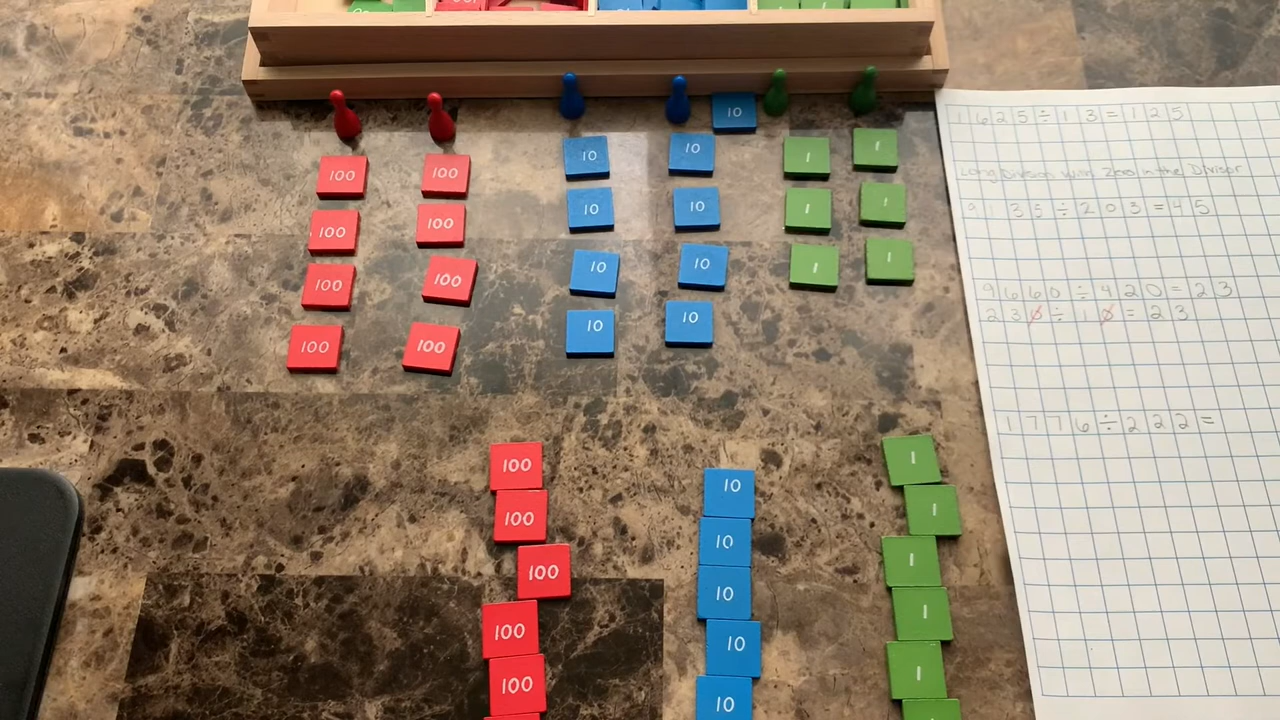 10
100 100 10 10 1 1
100 100 10 10 1 1
100 100 10 10 1 1
100 100 10 10
100 10 1
100 10 1
100 10 1
100 10 1
100 10 1
1625÷13=125
Long Division with Zero in the Divisor
9135÷203=45
9660÷420=23
230÷10=23
1776÷222=